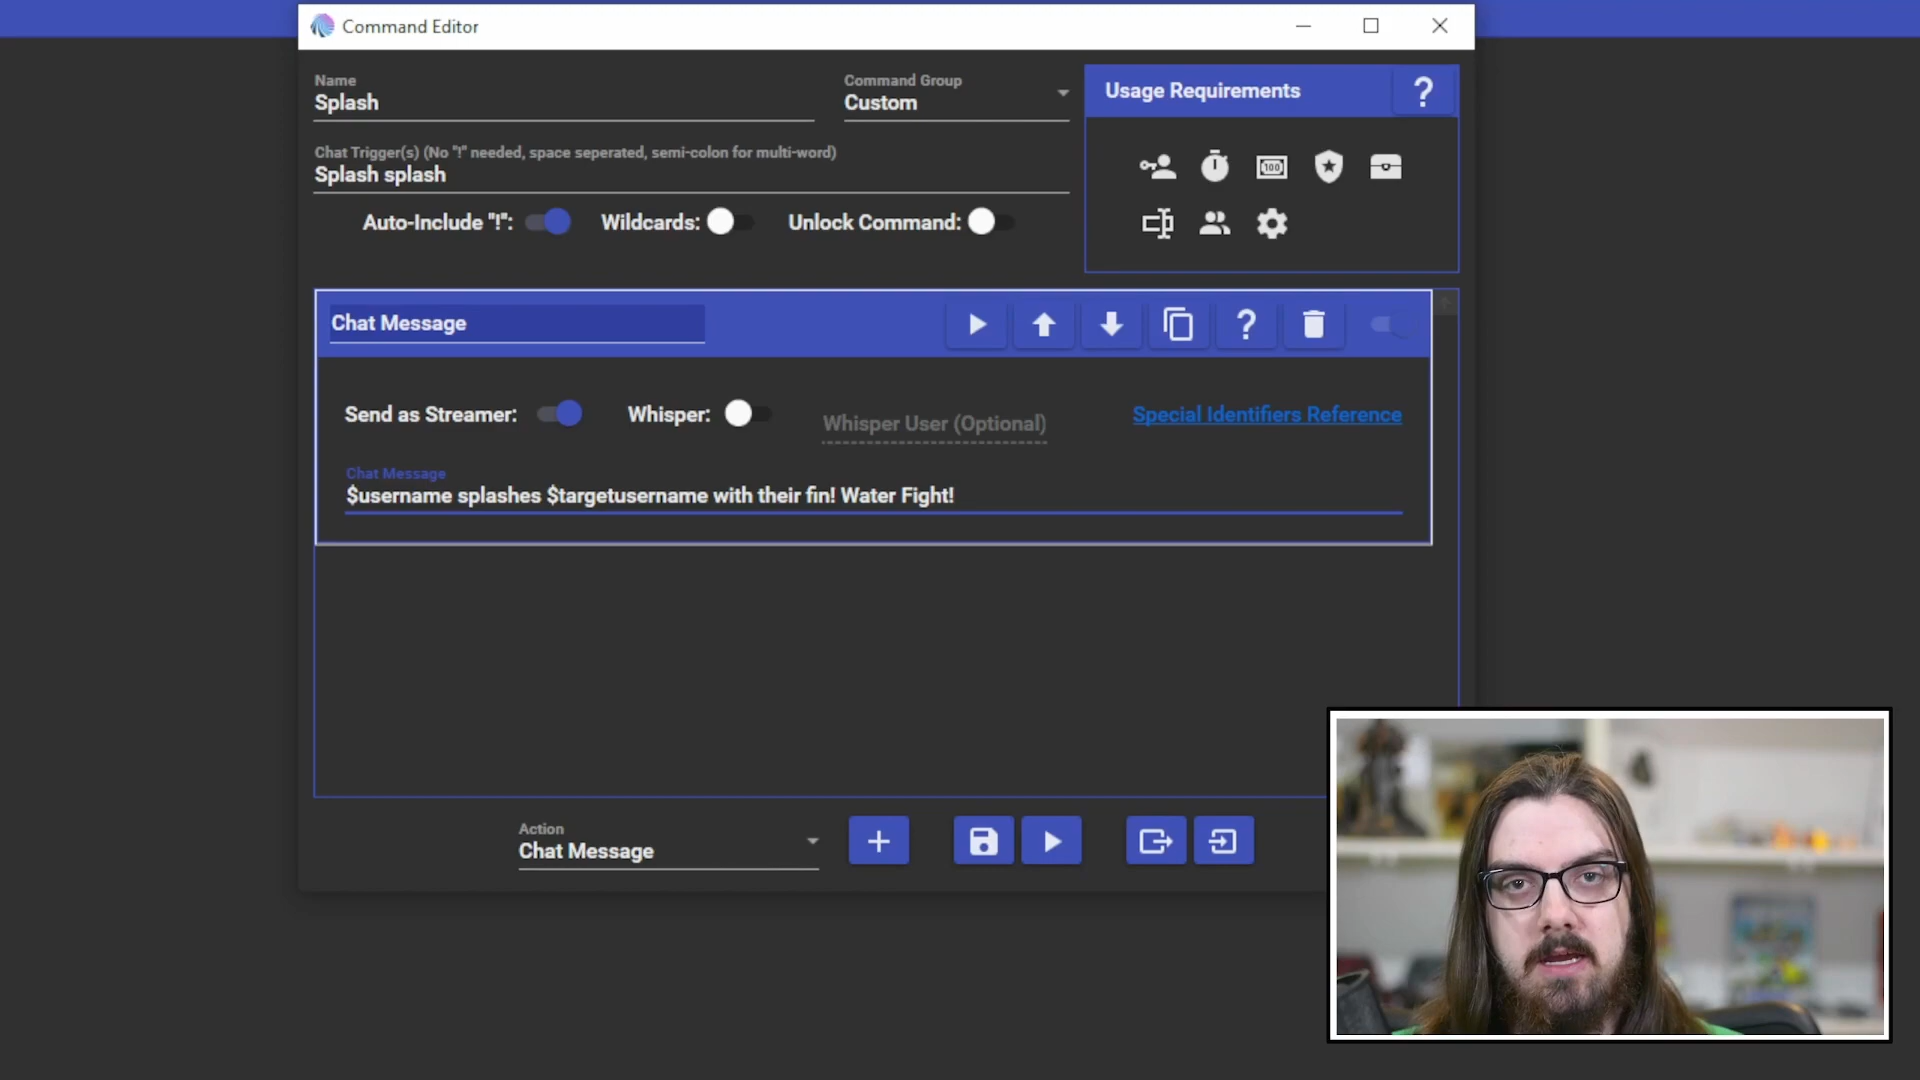 Command Editor
Name
Splash
Command Group
Custom
Usage Requirements
?
Chat Trigger(s) (No "!" needed, space seperated, semi-colon for multi-word)
Splash splash
100
Auto-Include "!":
Wildcards:
Unlock Command:
Chat Message
?
Send as Streamer:
Whisper:
Whisper User (Optional)
Special Identifiers Reference
Chat Message
$username splashes $targetusername with their fin! Water Fight!
Action
Chat Message